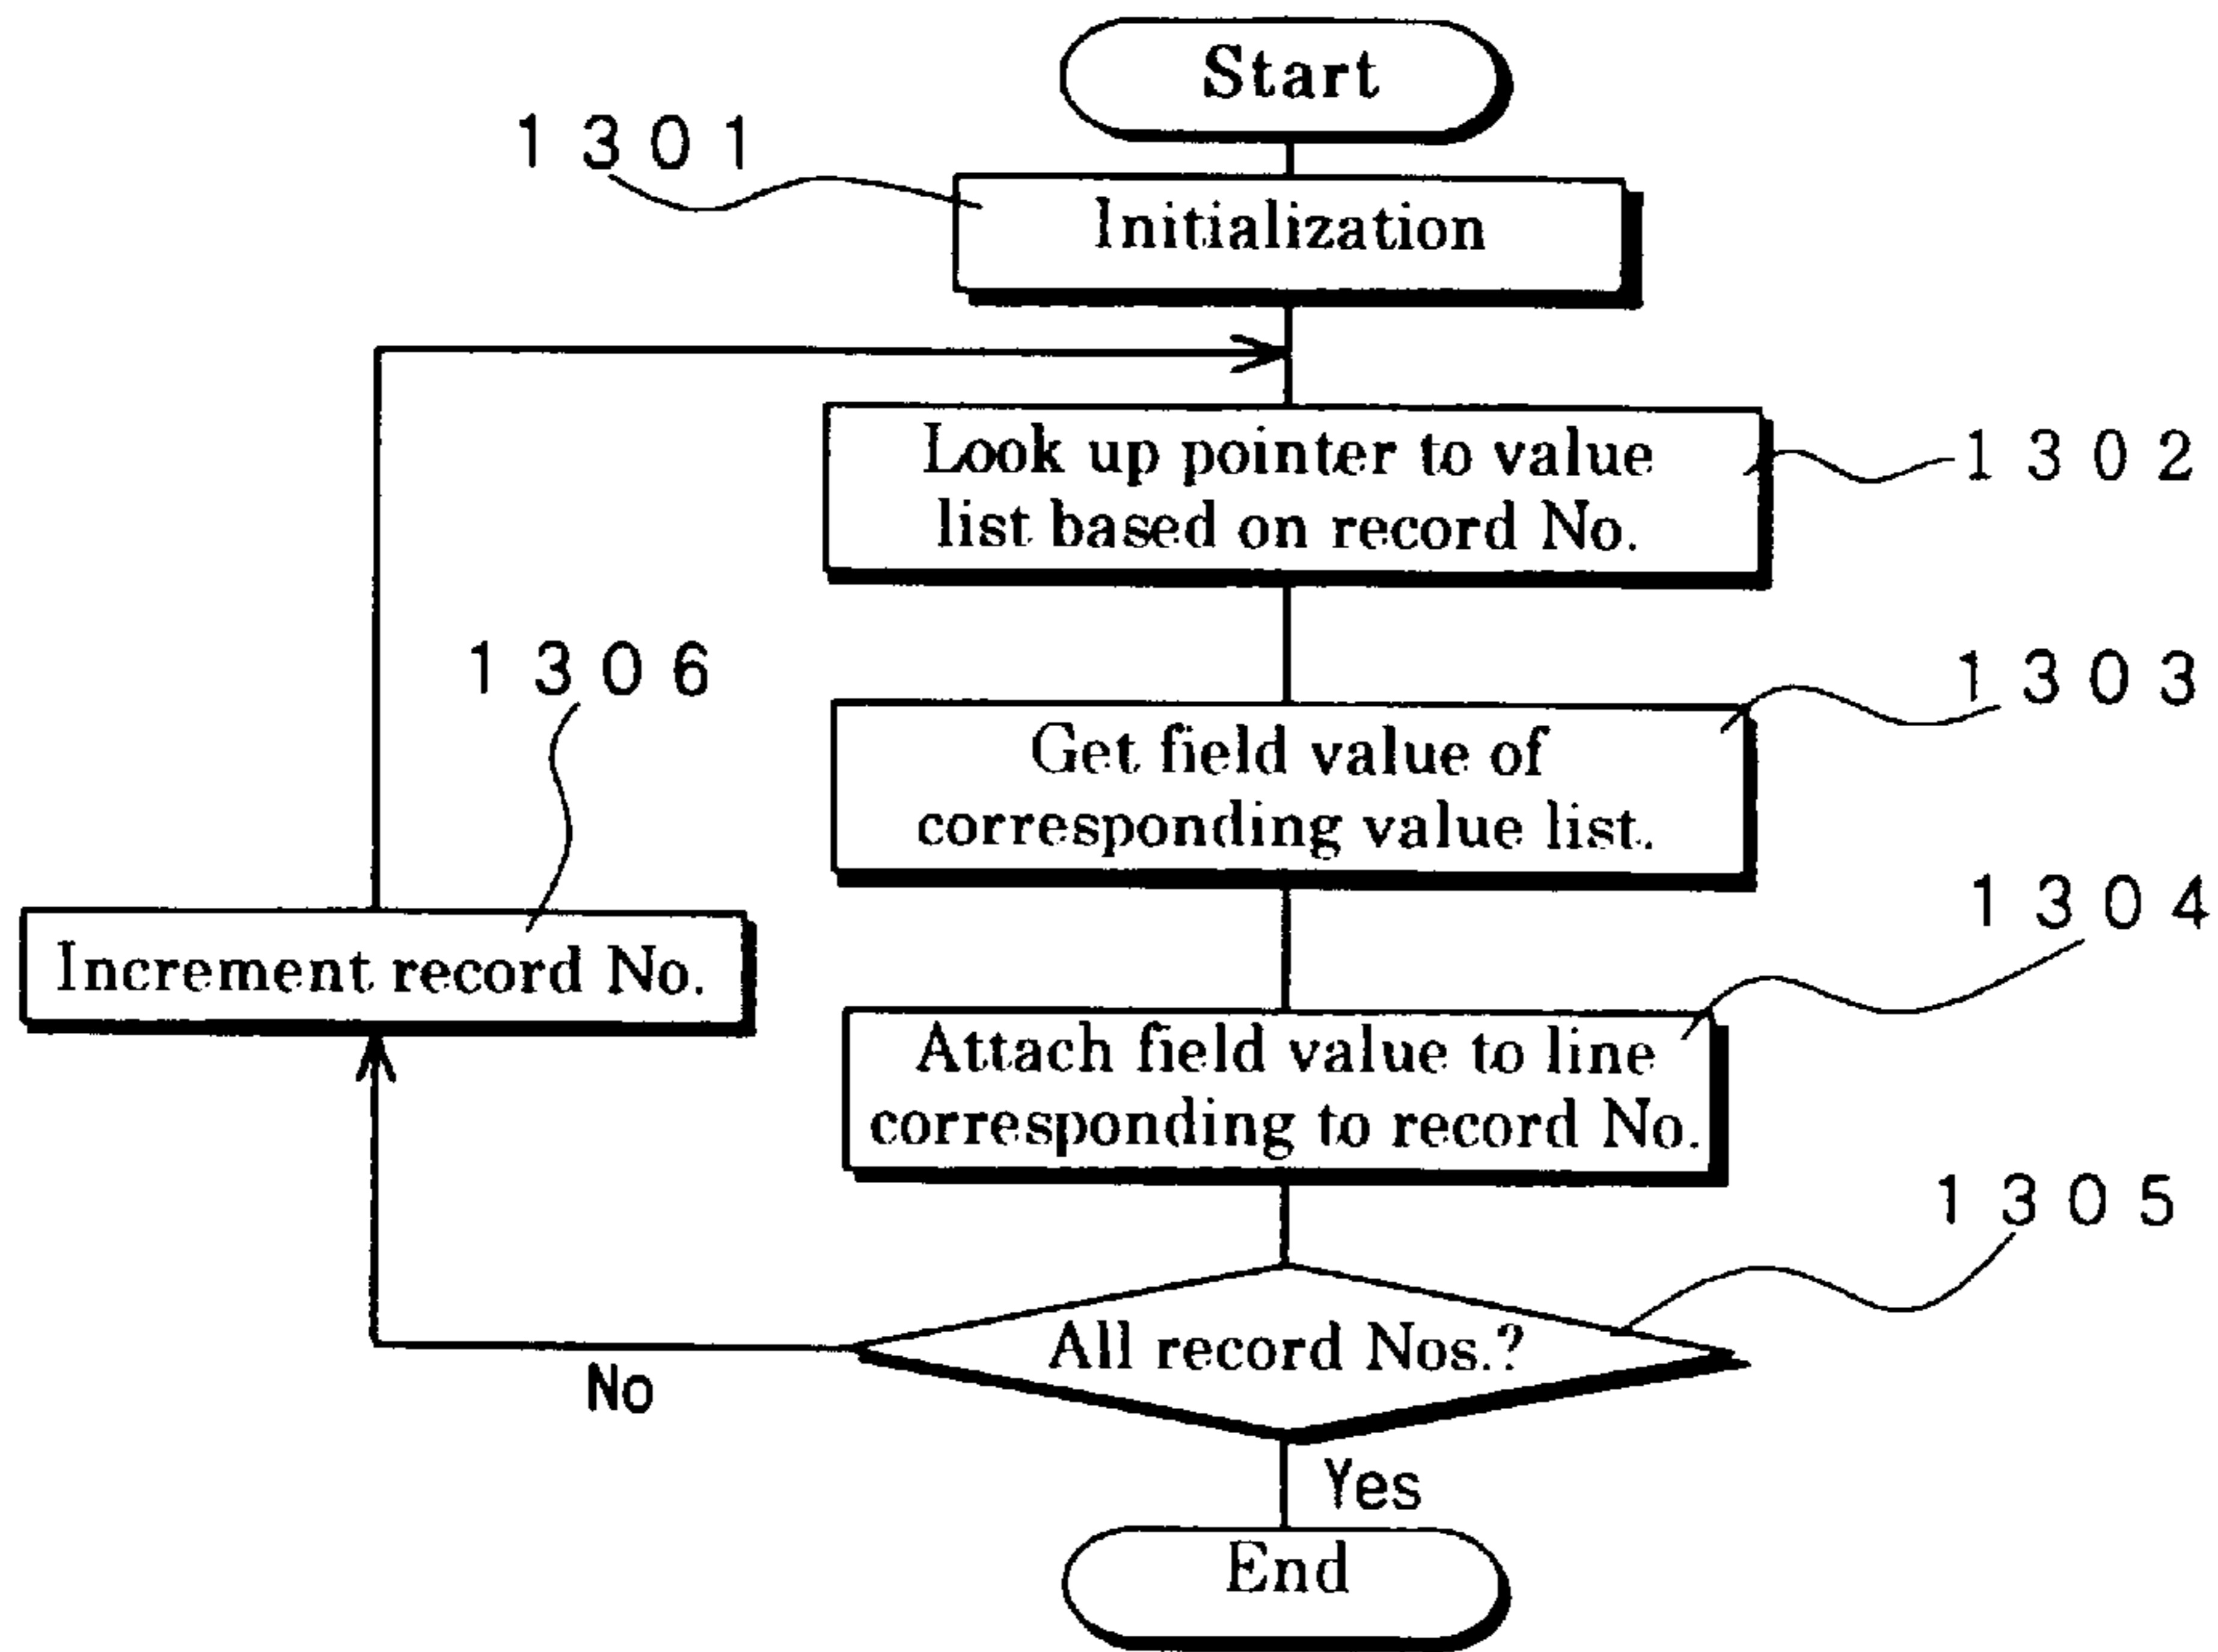 Start
1301
Initialization
Look up pointer to value
list based on record No.
1302
1306
Get field value of
corresponding value list.
1303
Increment record No.
Attach field value to line
corresponding to record No.
1304
1305
All record Nos.?
No
Yes
End